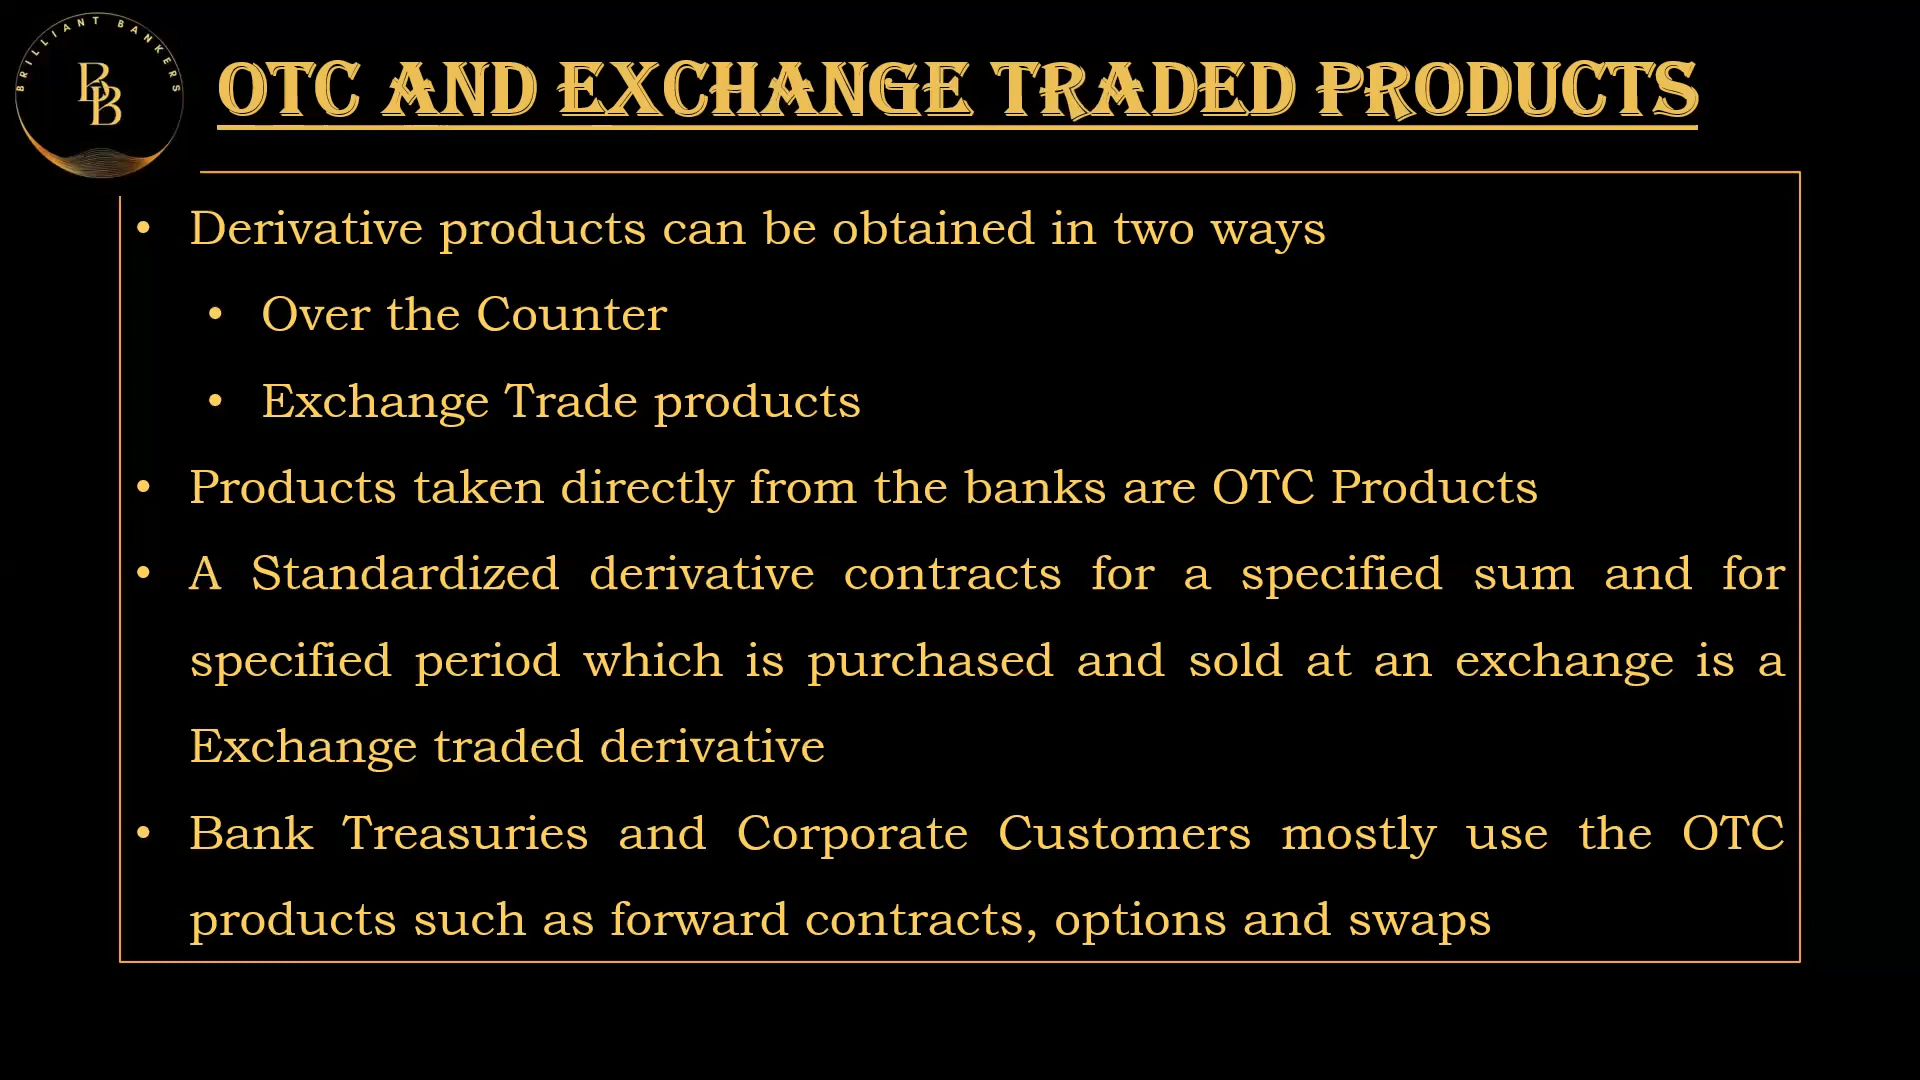 BRILLIANT BANKERS
BB
OTC AND EXCHANGE TRADED PRODUCTS
• Derivative products can be obtained in two ways
• Over the Counter
• Exchange Trade products
• Products taken directly from the banks are OTC Products
• A Standardized derivative contracts for a specified sum and for
specified period which is purchased and sold at an exchange is a
Exchange traded derivative
• Bank Treasuries and Corporate Customers mostly use the OTC
products such as forward contracts, options and swaps